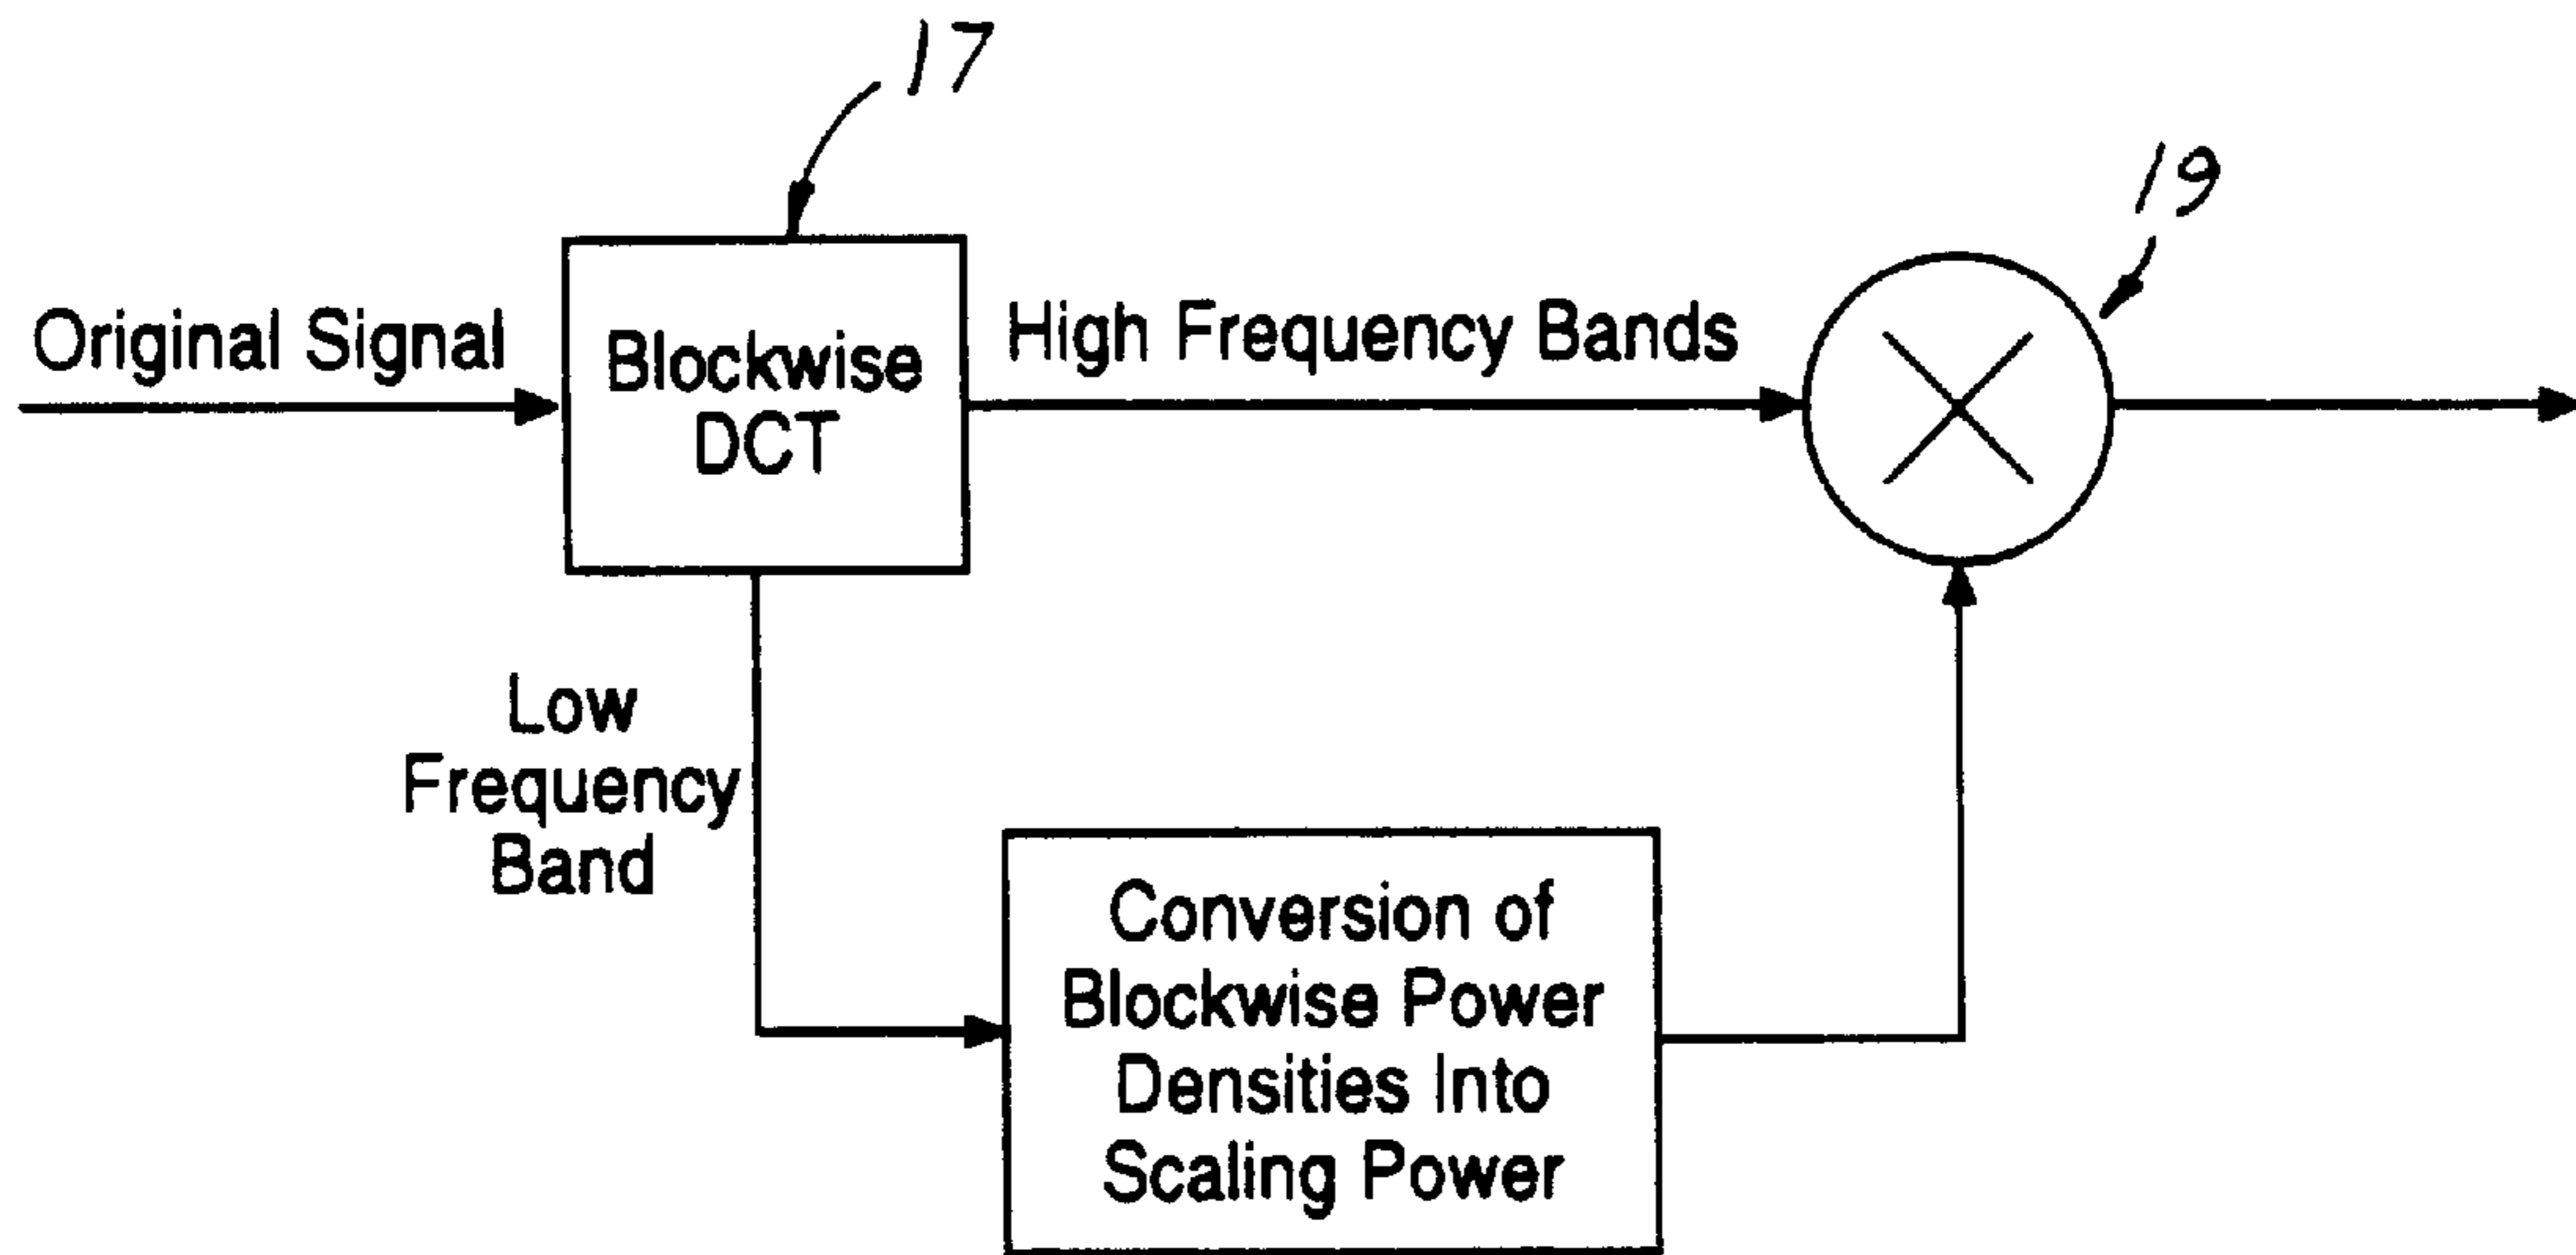 17
19
Original Signal
Blockwise
DCT
High Frequency Bands
Low
Frequency
Band
Conversion of
Blockwise Power
Densities Into
Scaling Power